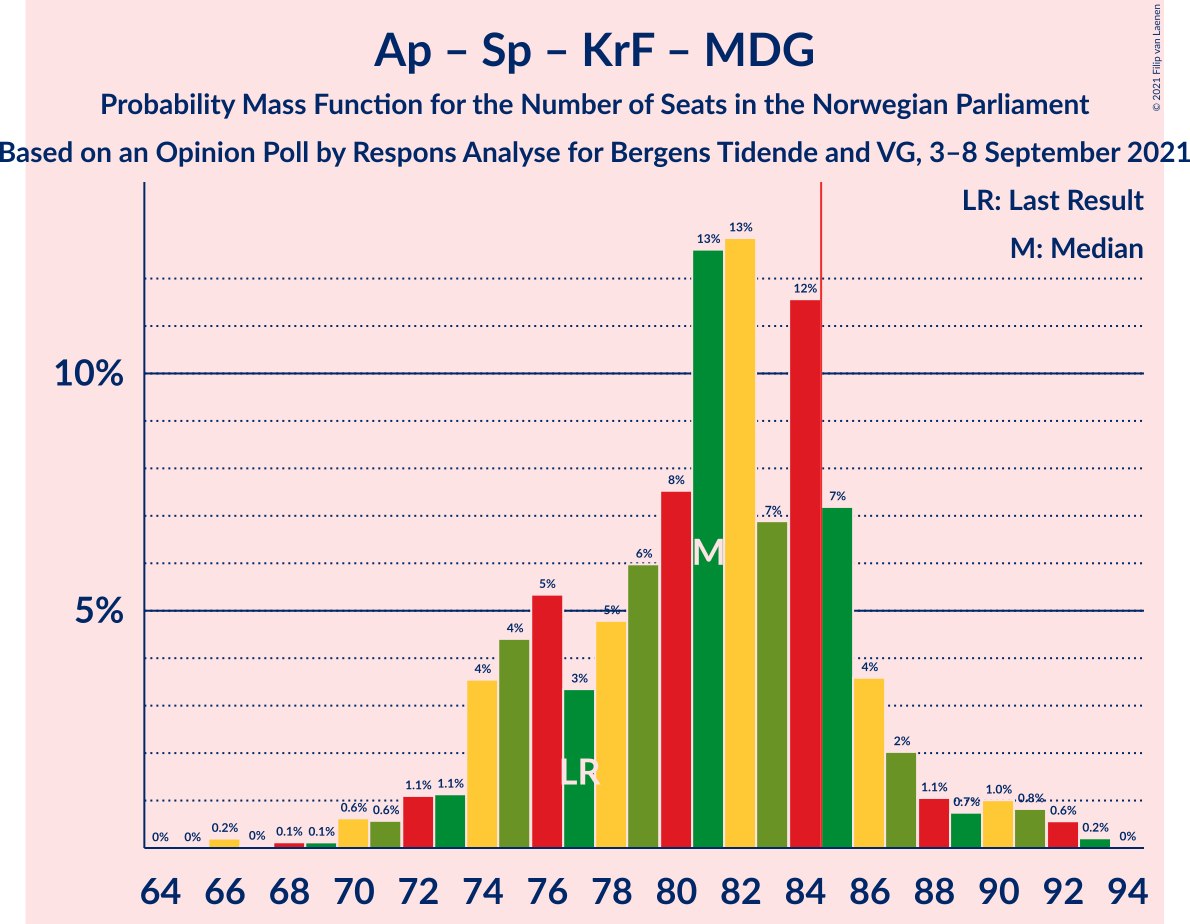 Ap – Sp – KrF – MDG
Probability Mass Function for the Number of Seats in the Norwegian Parliament
Based on an Opinion Poll by Respons Analyse for Bergens Tidende and VG, 3–8 September 2021
© 2021 Filip van Laenen
LR: Last Result
M: Median
10%
5%
0% 0% 0.2% 0% 0.1% 0.1% 0.6% 0.6% 1.1% 1.1% 4% 4% 5% 3% 5% 6% 8% 13% 13% 7% 12% 7% 4% 2% 1.1% 0.7% 1.0% 0.8% 0.6% 0.2% 0%
M
LR
64 66 68 70 72 74 76 78 80 82 84 86 88 90 92 94